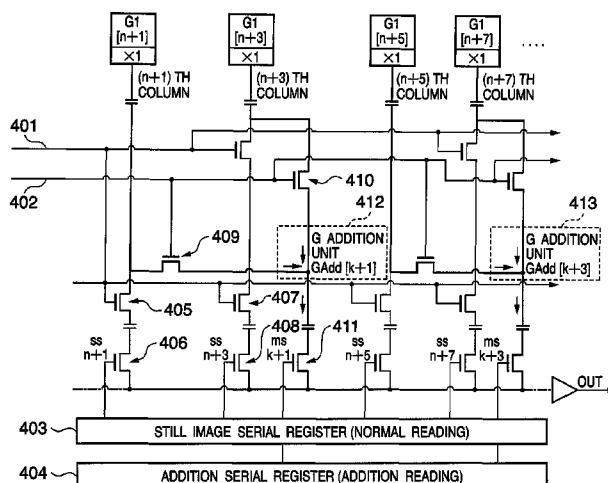 G1
[n+1]
×1
G1
[n+3]
×1
G1
[n+5]
×1
G1
[n+7]
×1
....
(n+1) TH
COLUMN
(n+3) TH
COLUMN
(n+5) TH
COLUMN
(n+7) TH
COLUMN
401
402
410
412
413
409
G ADDITION
UNIT
GAdd [k+1]
G ADDITION
UNIT
GAdd [k+3]
405
407
406
408
411
ss
n+1
ss
n+3
ms
k+1
ss
n+5
ss
n+7
ms
k+3
OUT
403
STILL IMAGE SERIAL REGISTER (NORMAL READING)
404
ADDITION SERIAL REGISTER (ADDITION READING)